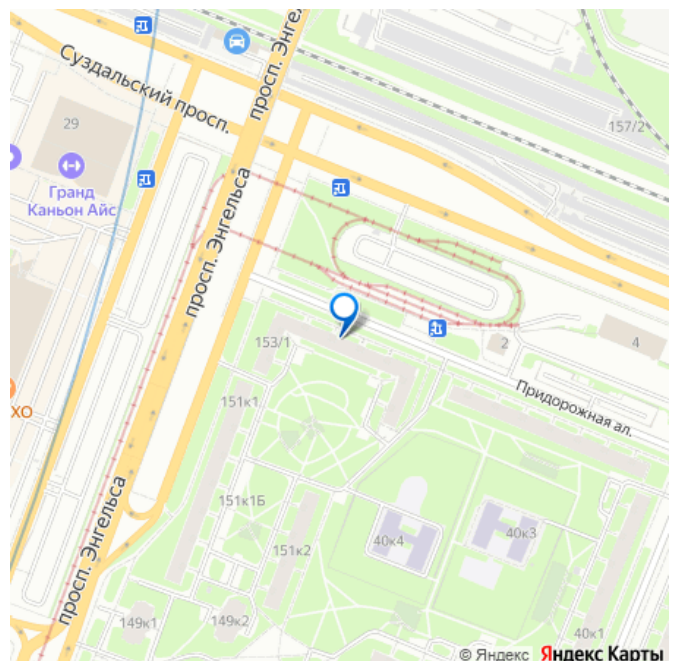 Суздальский просп.
просп. Энгельса
157/2
29
Гранд
Каньон Айс
просп. Энгельса
153/1
2
4
ХО
151к1
Придорожная ал.
151к1Б
просп. Энгельса
40к4
40к3
151к2
149к1
149к2
40к1
© Яндекс Яндекс Карты